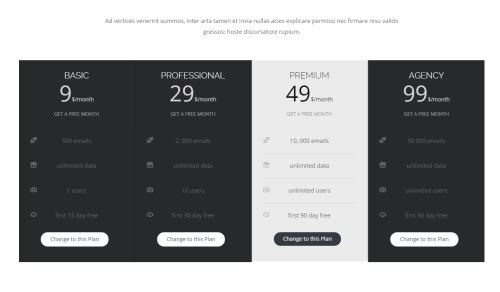 Ad vertices venerint summos, inter arta tamen et invia nullas acies explicare permissi nec firmare nisu valido
gressus: hoste discursatore rupium.
BASIC
9 $/month
GET A FREE MONTH
500 emails
unlimited data
1 users
first 15 day free
Change to this Plan
PROFESSIONAL
29 $/month
GET A FREE MONTH
2, 000 emails
unlimited data
10 users
first 30 day free
Change to this Plan
PREMIUM
49 $/month
GET A FREE MONTH
10, 000 emails
unlimited data
unlimited users
first 90 day free
Change to this Plan
AGENCY
99 $/month
GET A FREE MONTH
50 000 emails
unlimited data
unlimited users
first 90 day free
Change to this Plan